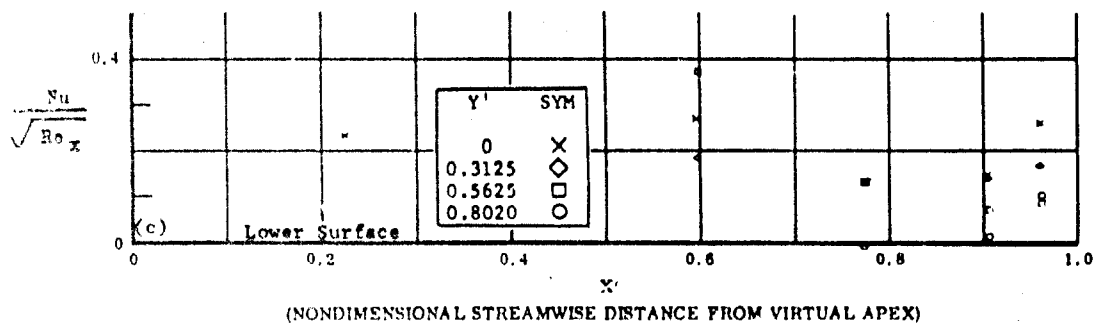 0.4
Nu
√Re x
Y' SYM
0 ×
0.3125 ◇
0.5625 □
0.8020 ○
(c) Lower Surface
0
0 0.2 0.4 0.6 0.8 1.0
X'
(NONDIMENSIONAL STREAMWISE DISTANCE FROM VIRTUAL APEX)